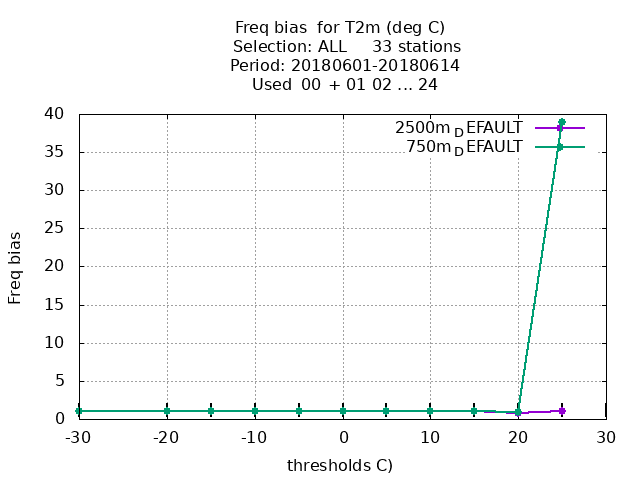 Freq bias  for T2m (deg C)
Selection: ALL     33 stations
Period: 20180601-20180614
Used  00 + 01 02 ... 24
40
35
30
25
20
15
10
5
0
Freq bias
2500m_DEFAULT
750m_DEFAULT
-30 -20 -10 0 10 20 30
thresholds C)